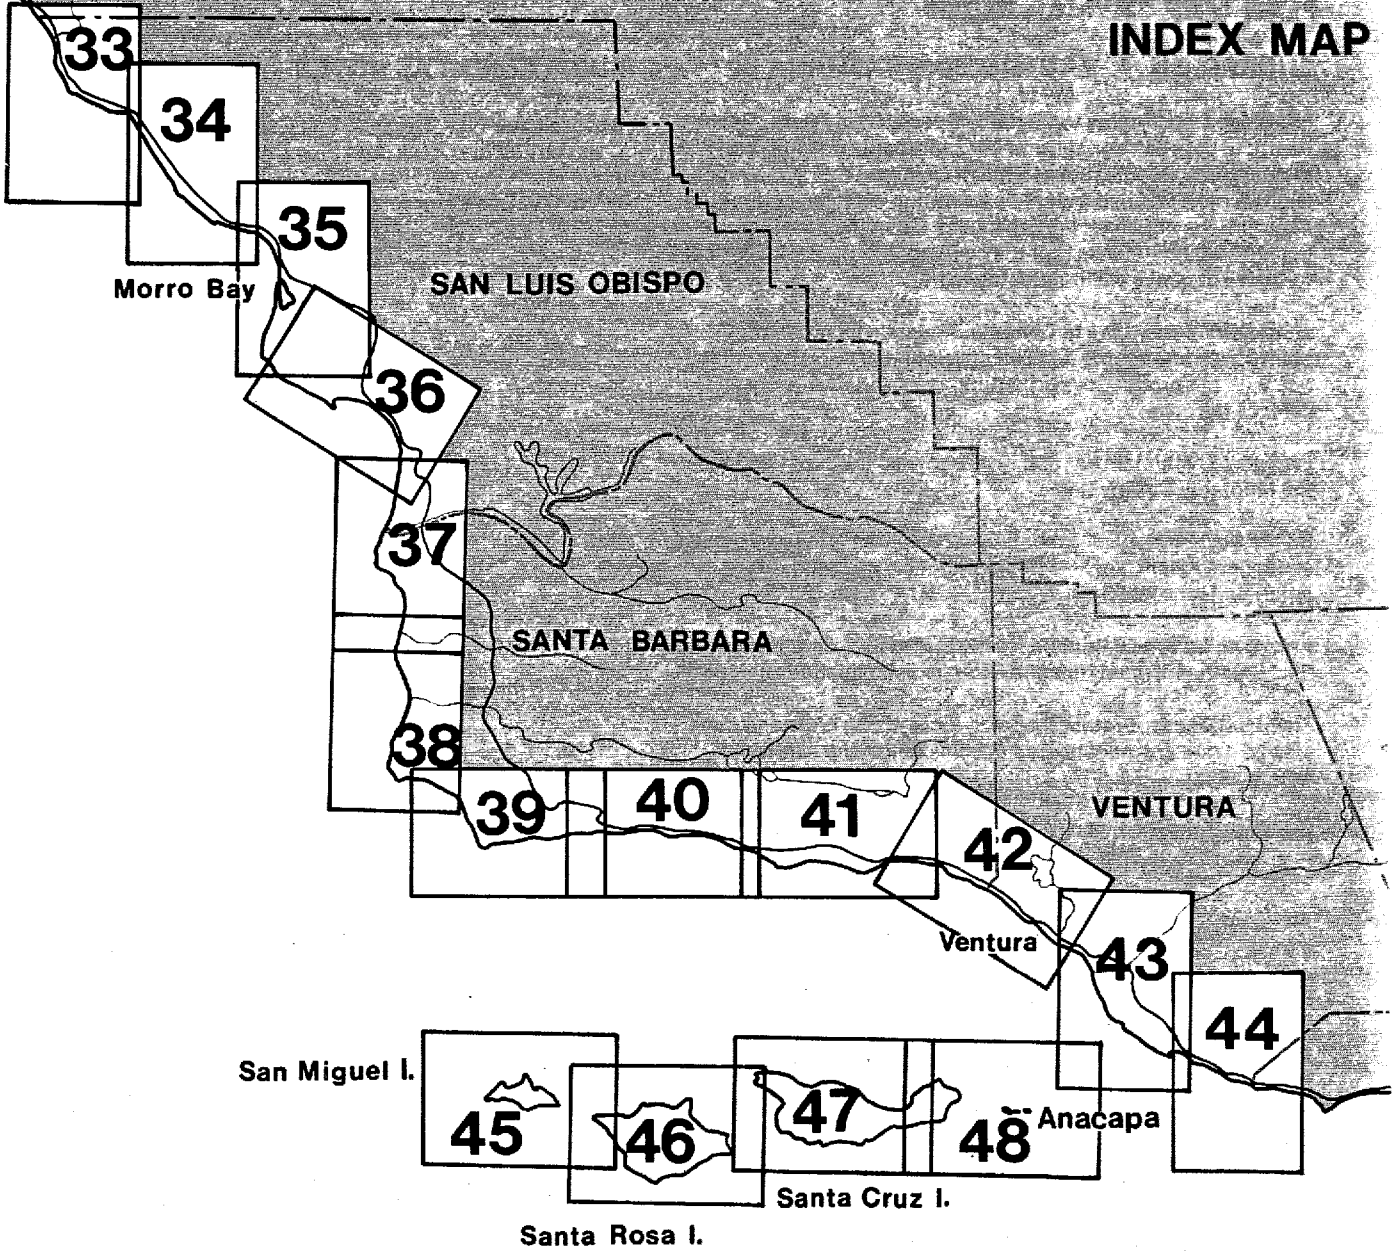 INDEX MAP
33
34
35
Morro Bay
SAN LUIS OBISPO
36
37
SANTA BARBARA
38
39
40
41
42
VENTURA
Ventura
43
44
San Miguel I.
45
46
47
48
Anacapa
Santa Cruz I.
Santa Rosa I.